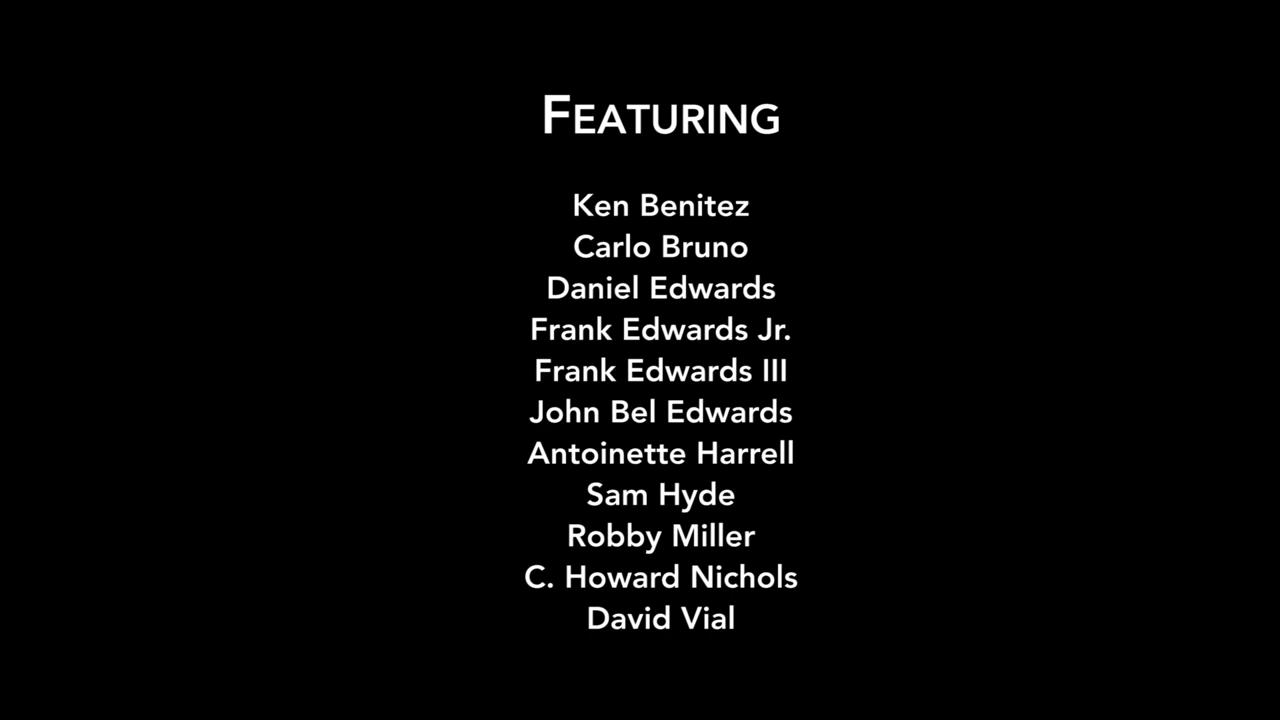 FEATURING
Ken Benitez
Carlo Bruno
Daniel Edwards
Frank Edwards Jr.
Frank Edwards III
John Bel Edwards
Antoinette Harrell
Sam Hyde
Robby Miller
C. Howard Nichols
David Vial